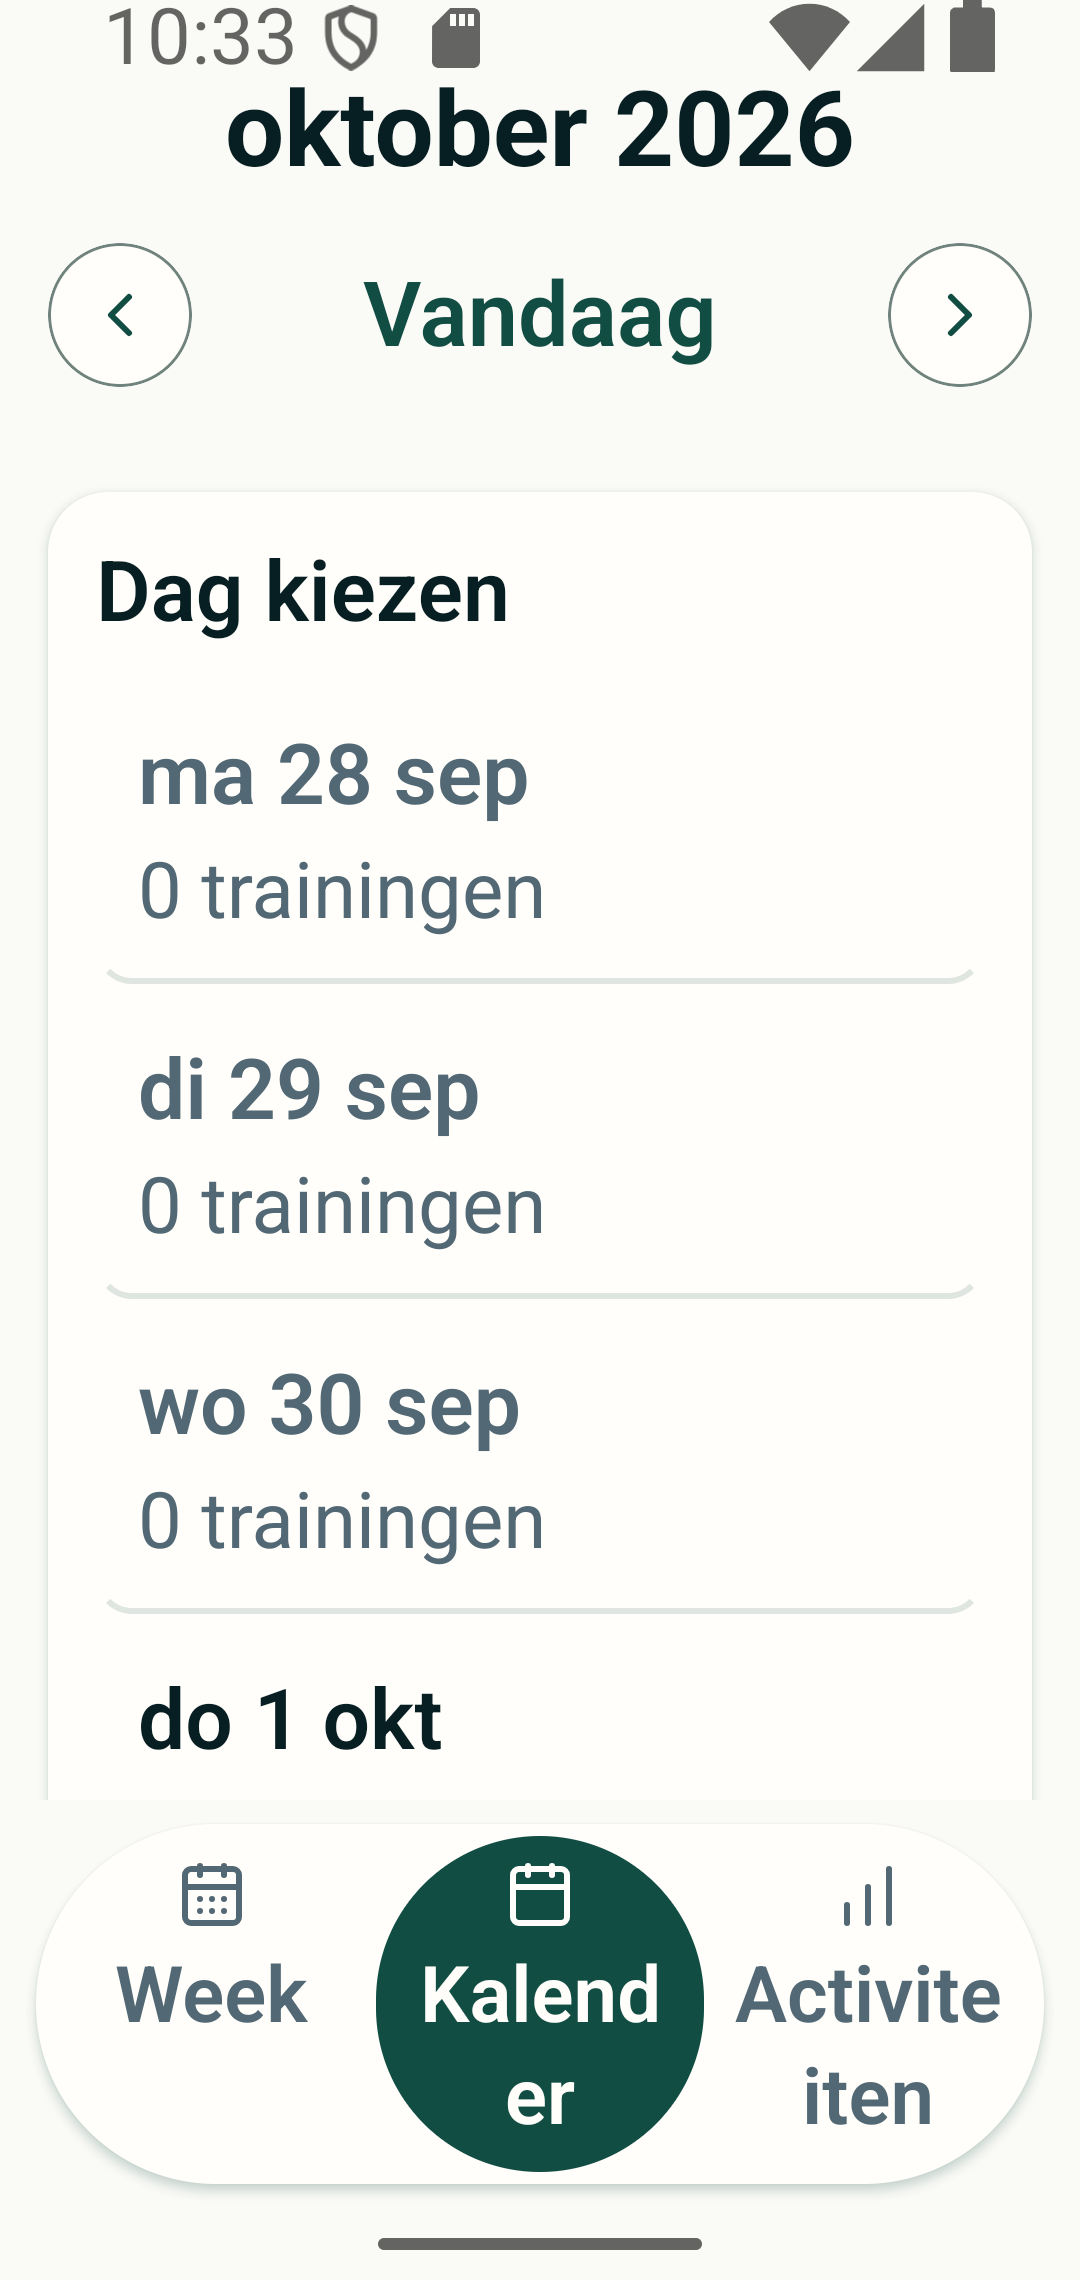 10:33
oktober 2026
Vandaag
Dag kiezen
ma 28 sep
0 trainingen
di 29 sep
0 trainingen
wo 30 sep
0 trainingen
do 1 okt
Week
Kalend
er
Activite
iten